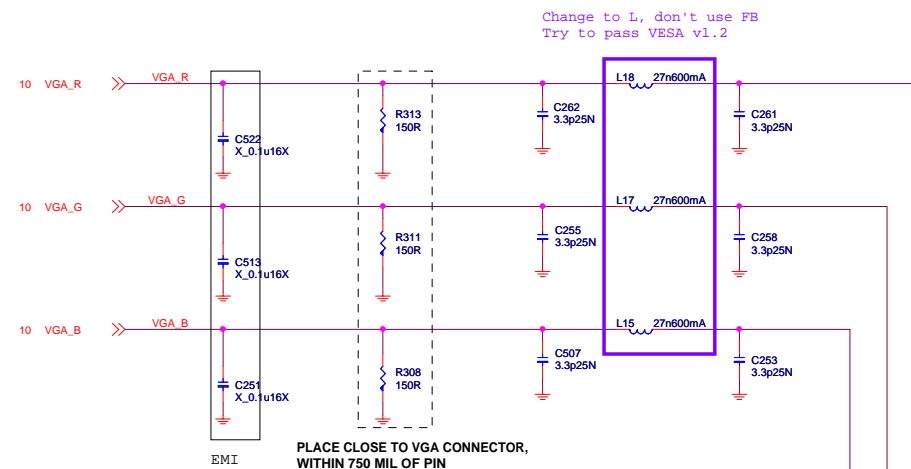 Change to L, don't use FB
Try to pass VESA v1.2
10 VGA_R VGA_R L18 27n600mA
C522
X_0.1u16X
R313
150R
C262
3.3p25N
C261
3.3p25N
10 VGA_G VGA_G L17 27n600mA
C513
X_0.1u16X
R311
150R
C255
3.3p25N
C258
3.3p25N
10 VGA_B VGA_B L15 27n600mA
C251
X_0.1u16X
R308
150R
C507
3.3p25N
C253
3.3p25N
EMI
PLACE CLOSE TO VGA CONNECTOR,
WITHIN 750 MIL OF PIN